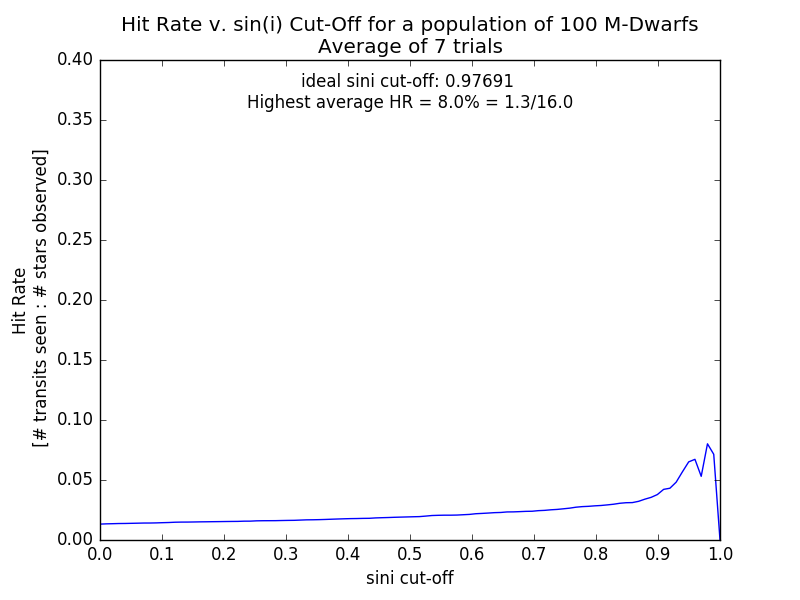 Hit Rate v. sin(i) Cut-Off for a population of 100 M-Dwarfs
Average of 7 trials
ideal sini cut-off: 0.97691
Highest average HR = 8.0% = 1.3/16.0
Hit Rate
[# transits seen : # stars observed]
0.40
0.35
0.30
0.25
0.20
0.15
0.10
0.05
0.00
0.0 0.1 0.2 0.3 0.4 0.5 0.6 0.7 0.8 0.9 1.0
sini cut-off